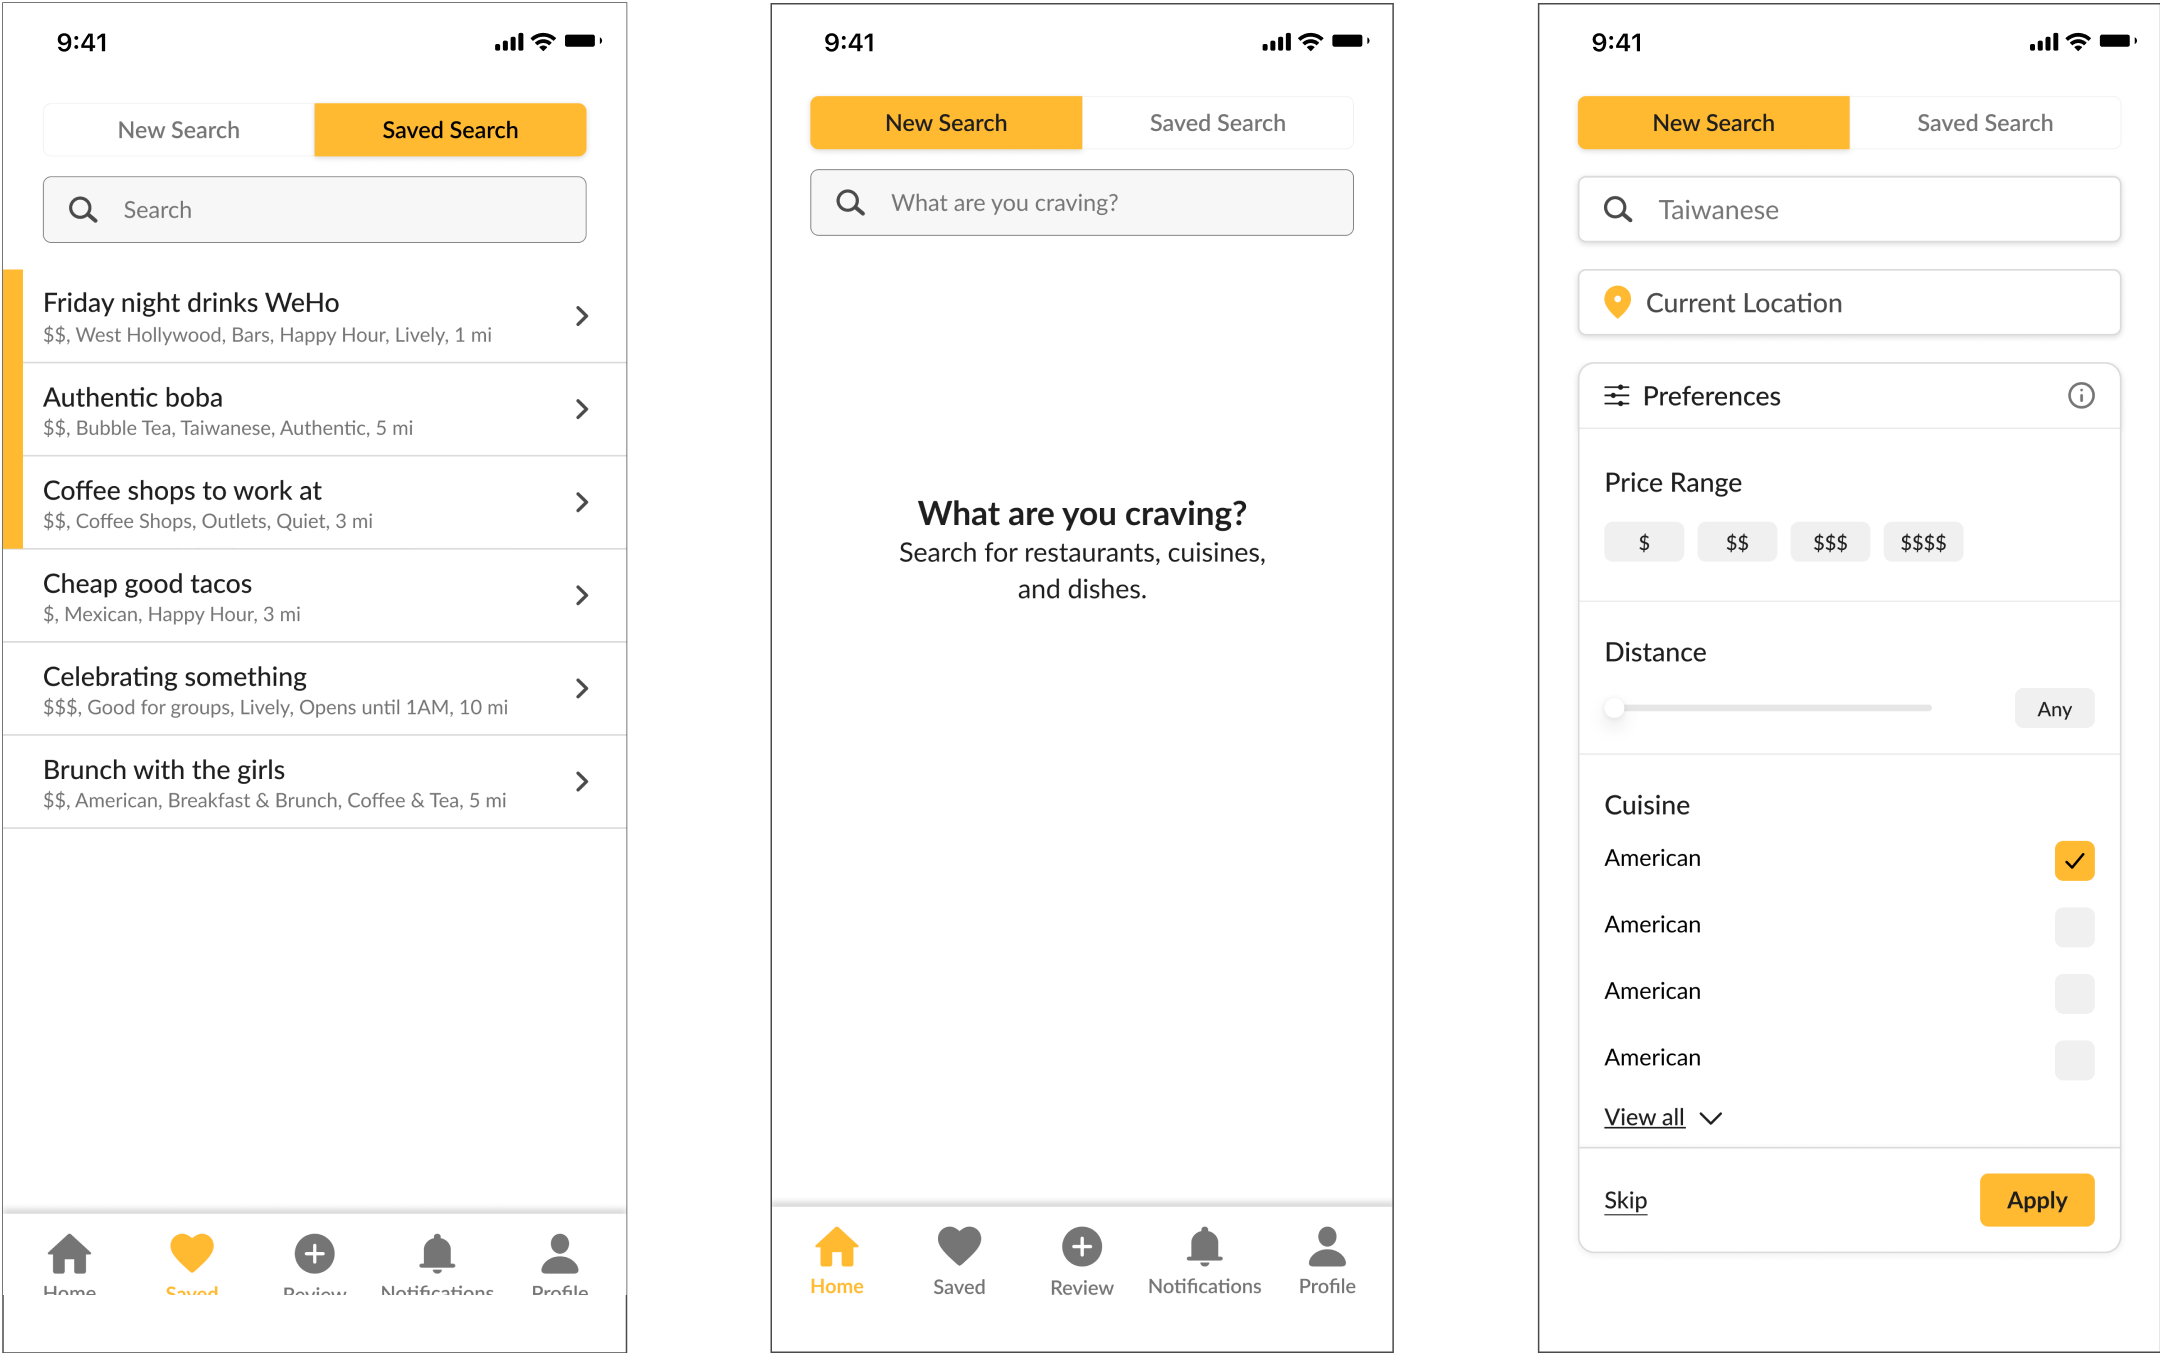 9:41
New Search
Saved Search
Search
Friday night drinks WeHo
$$, West Hollywood, Bars, Happy Hour, Lively, 1 mi
Authentic boba
$$, Bubble Tea, Taiwanese, Authentic, 5 mi
Coffee shops to work at
$$, Coffee Shops, Outlets, Quiet, 3 mi
Cheap good tacos
$, Mexican, Happy Hour, 3 mi
Celebrating something
$$$, Good for groups, Lively, Opens until 1AM, 10 mi
Brunch with the girls
$$, American, Breakfast & Brunch, Coffee & Tea, 5 mi
Home
Saved
Review
Notifications
Profile
9:41
New Search
Saved Search
What are you craving?
What are you craving?
Search for restaurants, cuisines,
and dishes.
Home
Saved
Review
Notifications
Profile
9:41
New Search
Saved Search
Taiwanese
Current Location
Preferences
Price Range
$
$$
$$$
$$$$
Distance
Any
Cuisine
American
American
American
American
View all
Skip
Apply